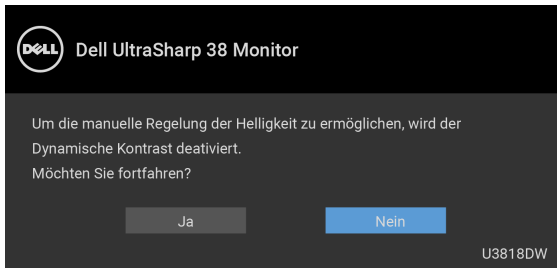 DELL
Dell UltraSharp 38 Monitor
Um die manuelle Regelung der Helligkeit zu ermöglichen, wird der
Dynamische Kontrast deativiert.
Möchten Sie fortfahren?
Ja
Nein
U3818DW